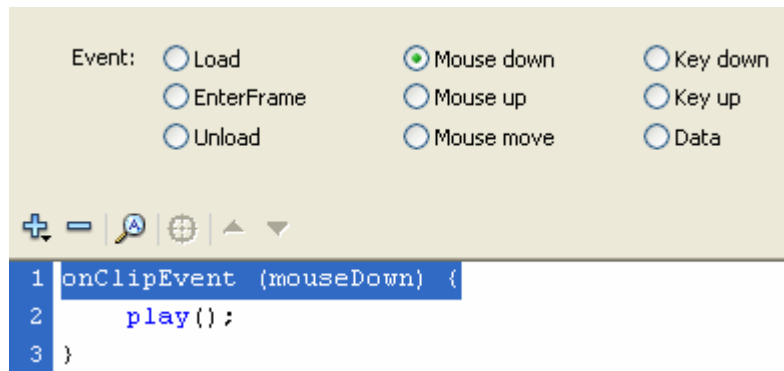 Event: Load Mouse down Key down
EnterFrame Mouse up Key up
Unload Mouse move Data
1 onClipEvent (mouseDown) {
2 play();
3 }